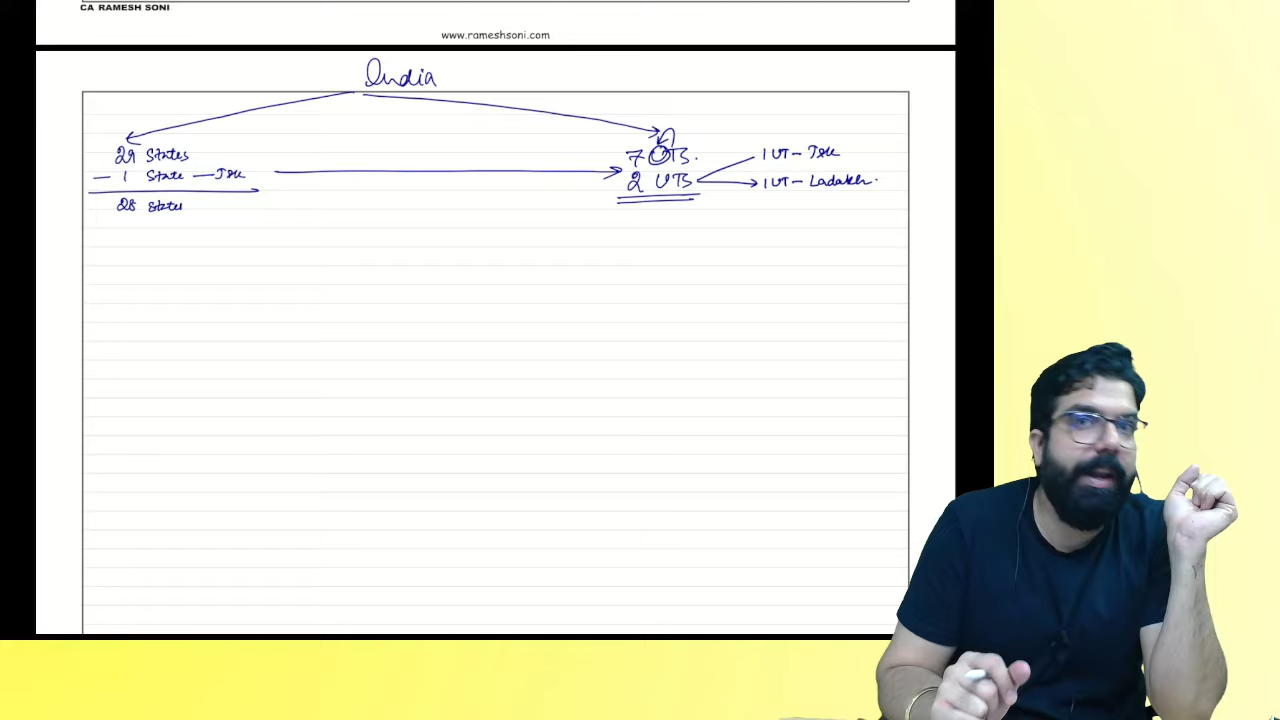 CA RAMESH SONI
www.rameshsoni.com
India
29 States
7 UTS.
1 UT - J&K
- 1 State - J&K
2 UTS
1 UT - Ladakh.
28 State